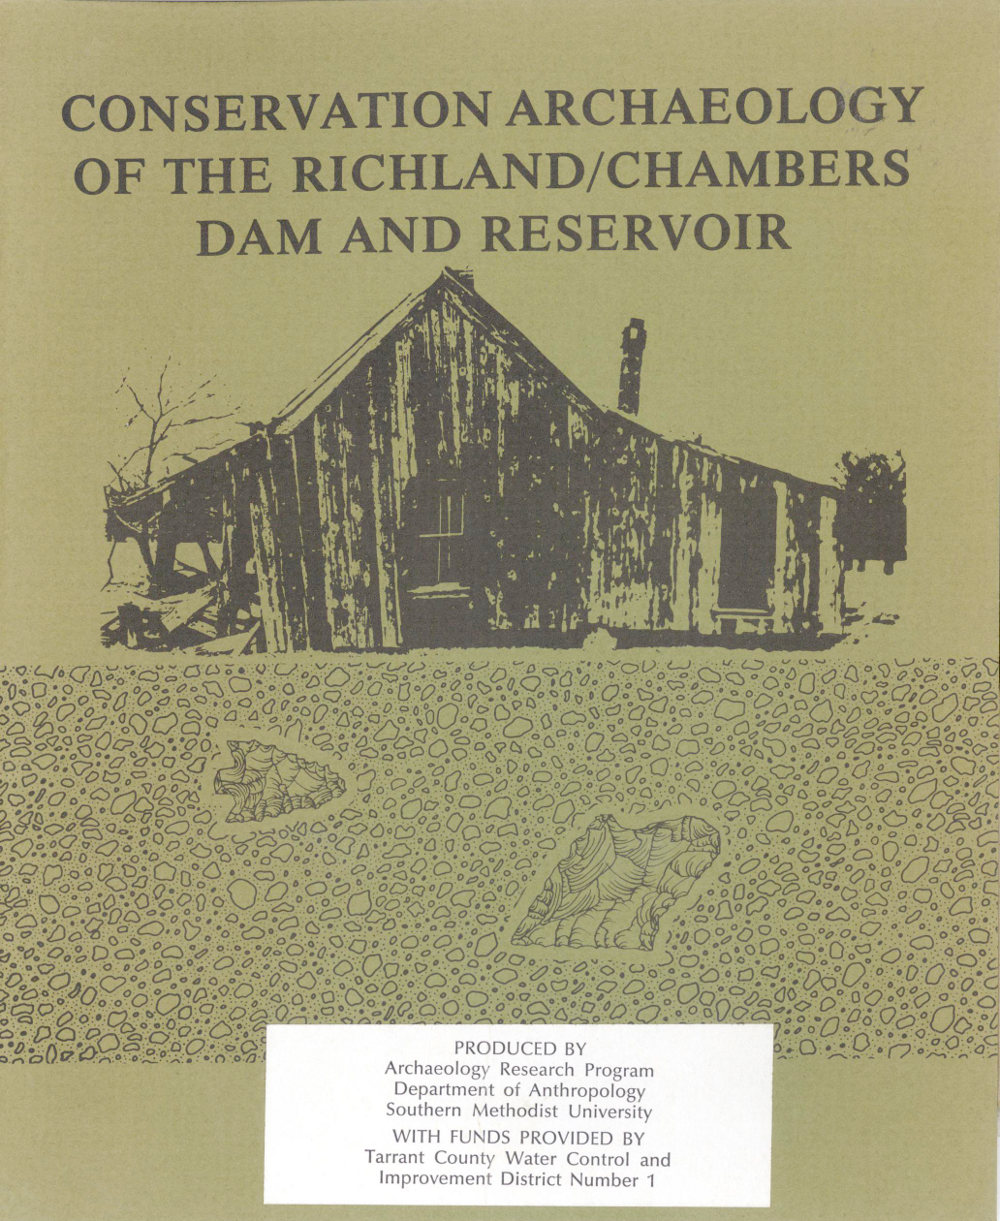 CONSERVATION ARCHAEOLOGY
OF THE RICHLAND/CHAMBERS
DAM AND RESERVOIR
PRODUCED BY
Archaeology Research Program
Department of Anthropology
Southern Methodist University
WITH FUNDS PROVIDED BY
Tarrant County Water Control and
Improvement District Number 1